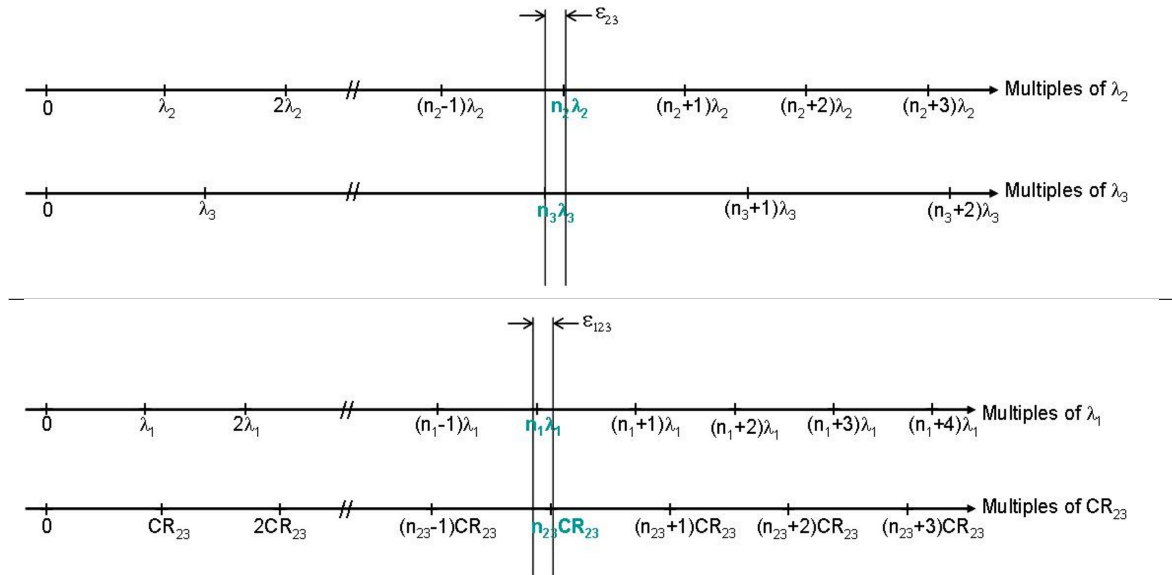 ε₂₃
0 λ₂ 2λ₂ (n₂-1)λ₂ n₂λ₂ (n₂+1)λ₂ (n₂+2)λ₂ (n₂+3)λ₂ Multiples of λ₂
0 λ₃ n₃λ₃ (n₃+1)λ₃ (n₃+2)λ₃ Multiples of λ₃
ε₁₂₃
0 λ₁ 2λ₁ (n₁-1)λ₁ n₁λ₁ (n₁+1)λ₁ (n₁+2)λ₁ (n₁+3)λ₁ (n₁+4)λ₁ Multiples of λ₁
0 CR₂₃ 2CR₂₃ (n₂₃-1)CR₂₃ n₂₃CR₂₃ (n₂₃+1)CR₂₃ (n₂₃+2)CR₂₃ (n₂₃+3)CR₂₃ Multiples of CR₂₃